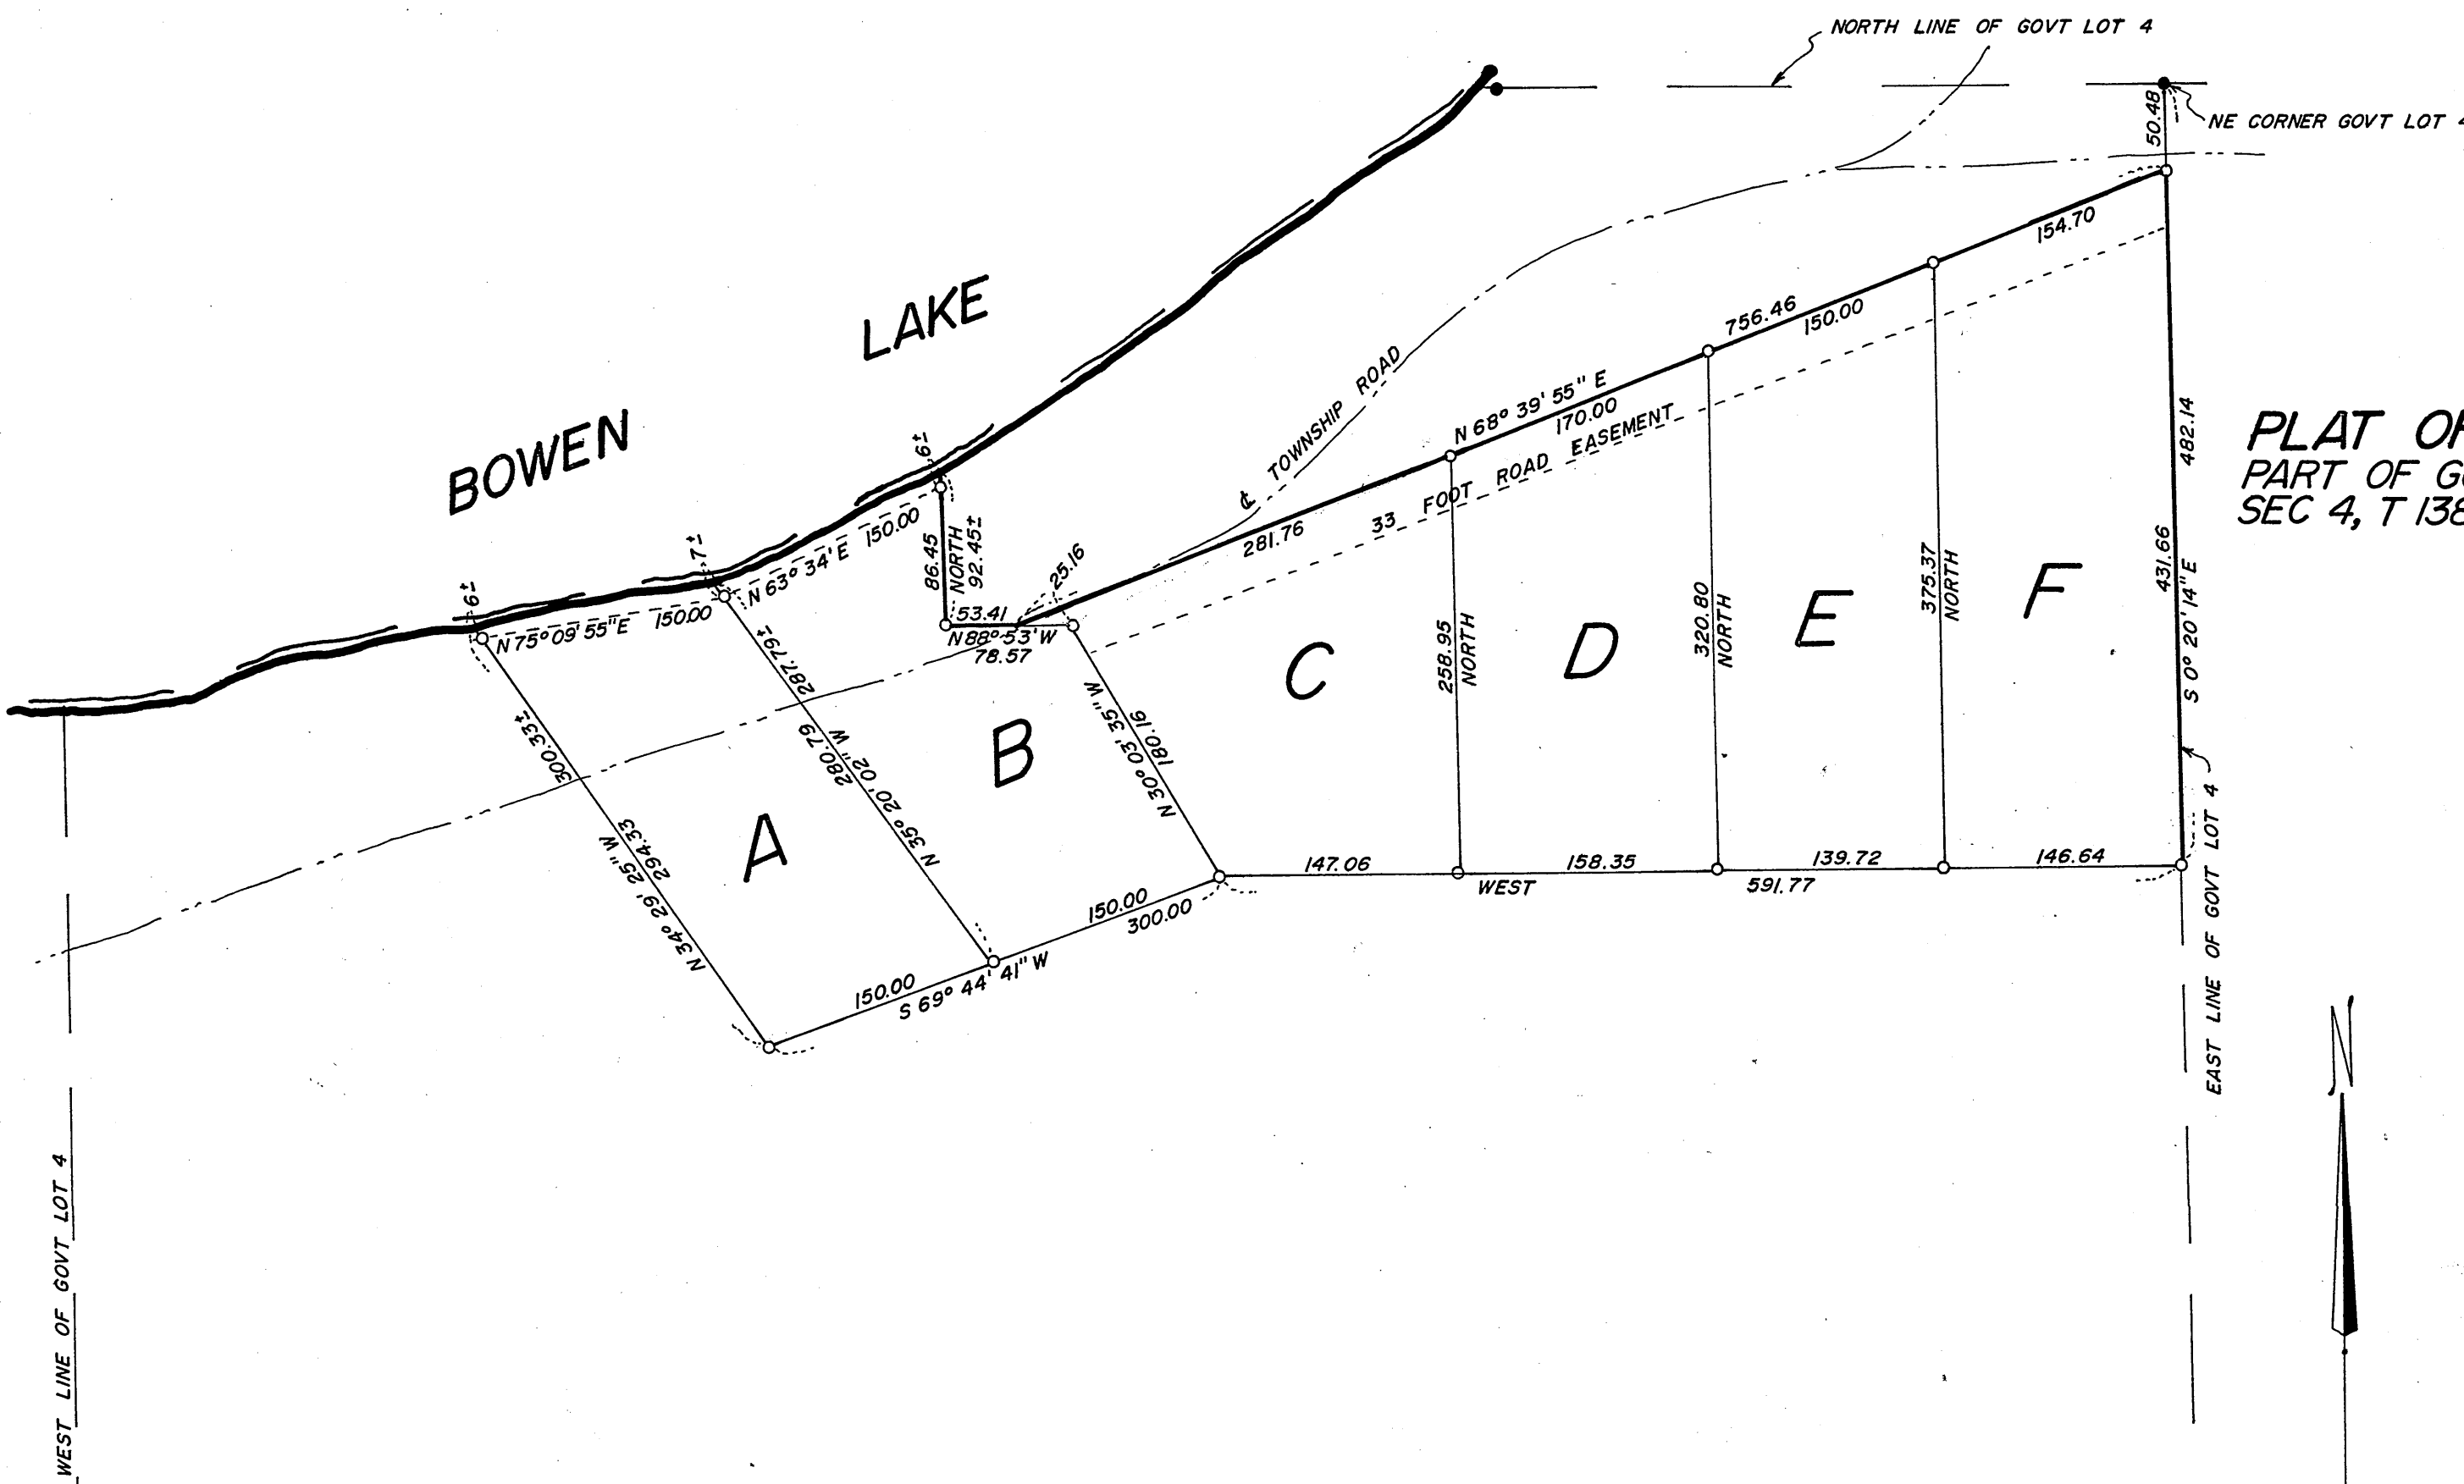 NORTH LINE OF GOVT LOT 4
50.48
NE CORNER GOVT LOT
BOWEN LAKE
154.70
756.46
150.00
N 68° 39' 55" E
170.00
33 FOOT ROAD EASEMENT
℄ TOWNSHIP ROAD
281.76
25.16
6±
150.00
N 63° 34' E
7±
86.45
NORTH
92.45±
53.41
N 88° 53' W
78.57
6±
N 75° 09' 55" E 150.00
300.33±
294.33
N 34° 29' 25" W
287.79±
280.79
N 35° 20' 02" W
N 30° 03' 35" W
180.16
258.95
NORTH
320.80
NORTH
375.37
NORTH
482.14
431.66
S 0° 20' 14" E
A
B
C
D
E
F
147.06
158.35
139.72
146.64
WEST
591.77
150.00
300.00
150.00
S 69° 44' 41" W
PLAT
PART OF
SEC 4, T 138
EAST LINE OF GOVT LOT 4
WEST LINE OF GOVT LOT 4
N